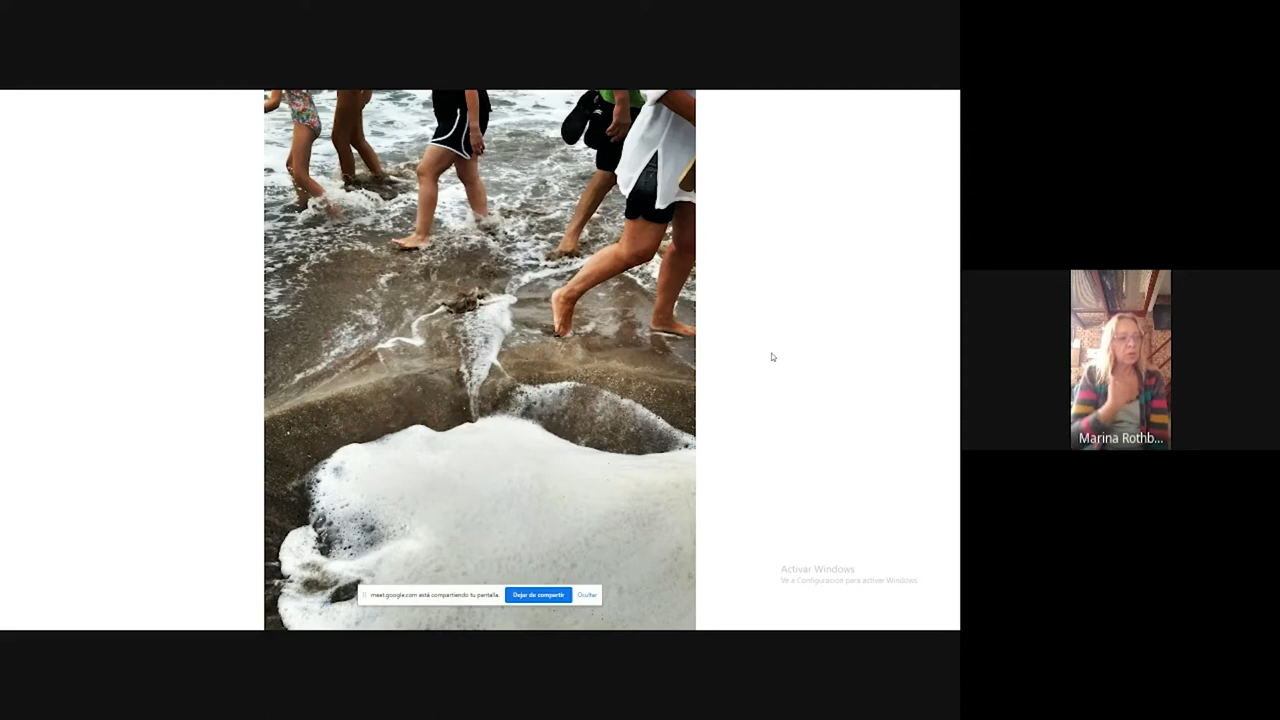 meet.google.com está compartiendo tu pantalla.
Dejar de compartir
Ocultar
Activar Windows
Ve a Configuración para activar Windows
Marina Rothb...